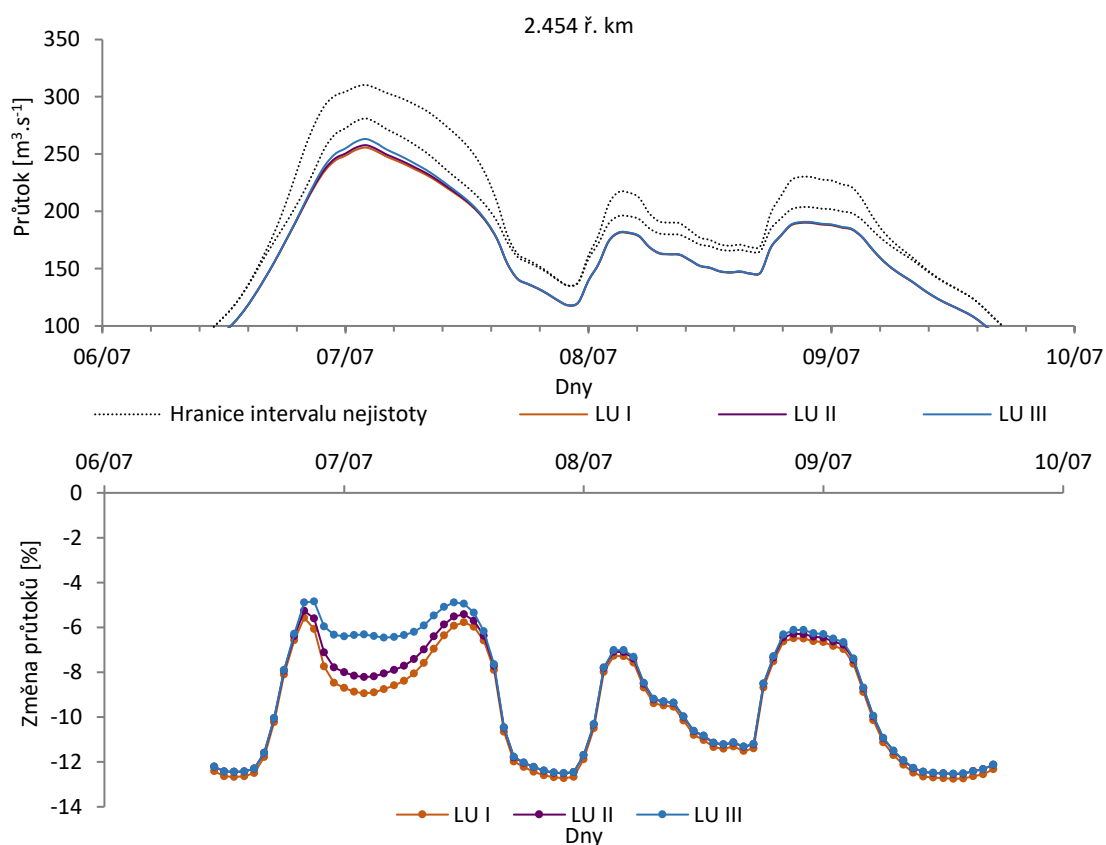 2.454 ř. km
Průtok [m³.s⁻¹]
350
300
250
200
150
100
06/07 07/07 08/07 09/07 10/07
Dny
Hranice intervalu nejistoty LU I LU II LU III
06/07 07/07 08/07 09/07 10/07
Změna průtoků [%]
0
-2
-4
-6
-8
-10
-12
-14
LU I LU II LU III
Dny